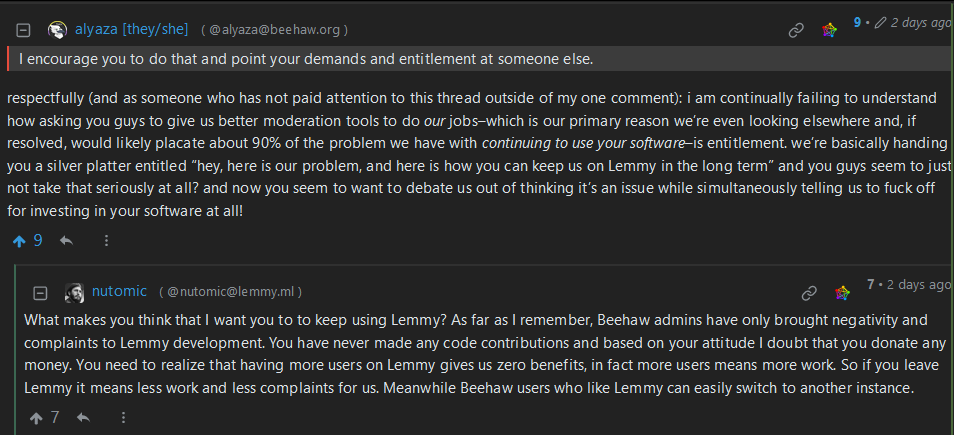 alyaza [they/she] ( @alyaza@beehaw.org ) 9 • 2 days ago
I encourage you to do that and point your demands and entitlement at someone else.
respectfully (and as someone who has not paid attention to this thread outside of my one comment): i am continually failing to understand
how asking you guys to give us better moderation tools to do our jobs–which is our primary reason we’re even looking elsewhere and, if
resolved, would likely placate about 90% of the problem we have with continuing to use your software–is entitlement. we’re basically handing
you a silver platter entitled “hey, here is our problem, and here is how you can keep us on Lemmy in the long term” and you guys seem to just
not take that seriously at all? and now you seem to want to debate us out of thinking it’s an issue while simultaneously telling us to fuck off
for investing in your software at all!
9
nutomic ( @nutomic@lemmy.ml ) 7 • 2 days ago
What makes you think that I want you to to keep using Lemmy? As far as I remember, Beehaw admins have only brought negativity and
complaints to Lemmy development. You have never made any code contributions and based on your attitude I doubt that you donate any
money. You need to realize that having more users on Lemmy gives us zero benefits, in fact more users means more work. So if you leave
Lemmy it means less work and less complaints for us. Meanwhile Beehaw users who like Lemmy can easily switch to another instance.
7